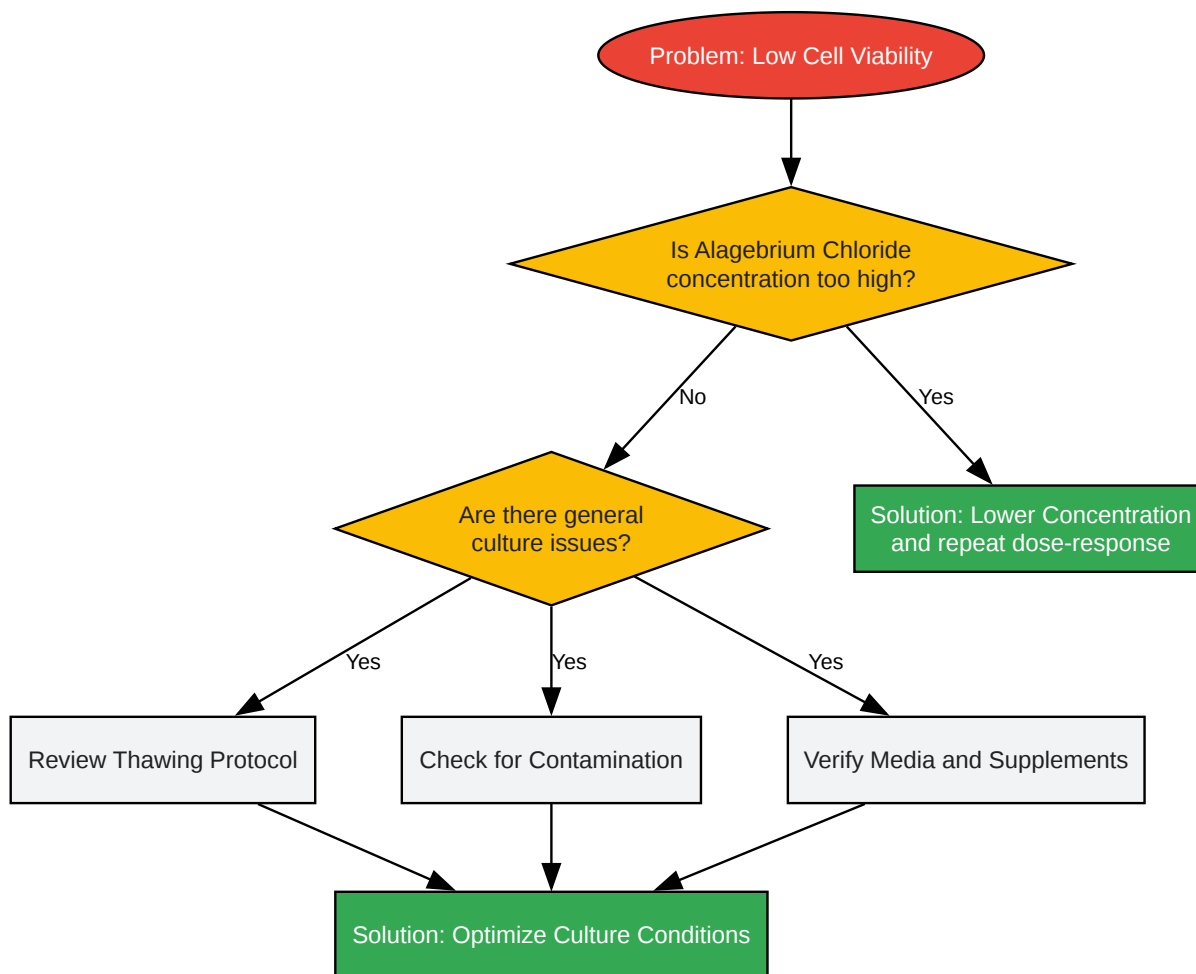 Problem: Low Cell Viability
Is Alagebrium Chloride
concentration too high?
No
Yes
Are there general
culture issues?
Solution: Lower Concentration
and repeat dose-response
Yes
Yes
Yes
Review Thawing Protocol
Check for Contamination
Verify Media and Supplements
Solution: Optimize Culture Conditions